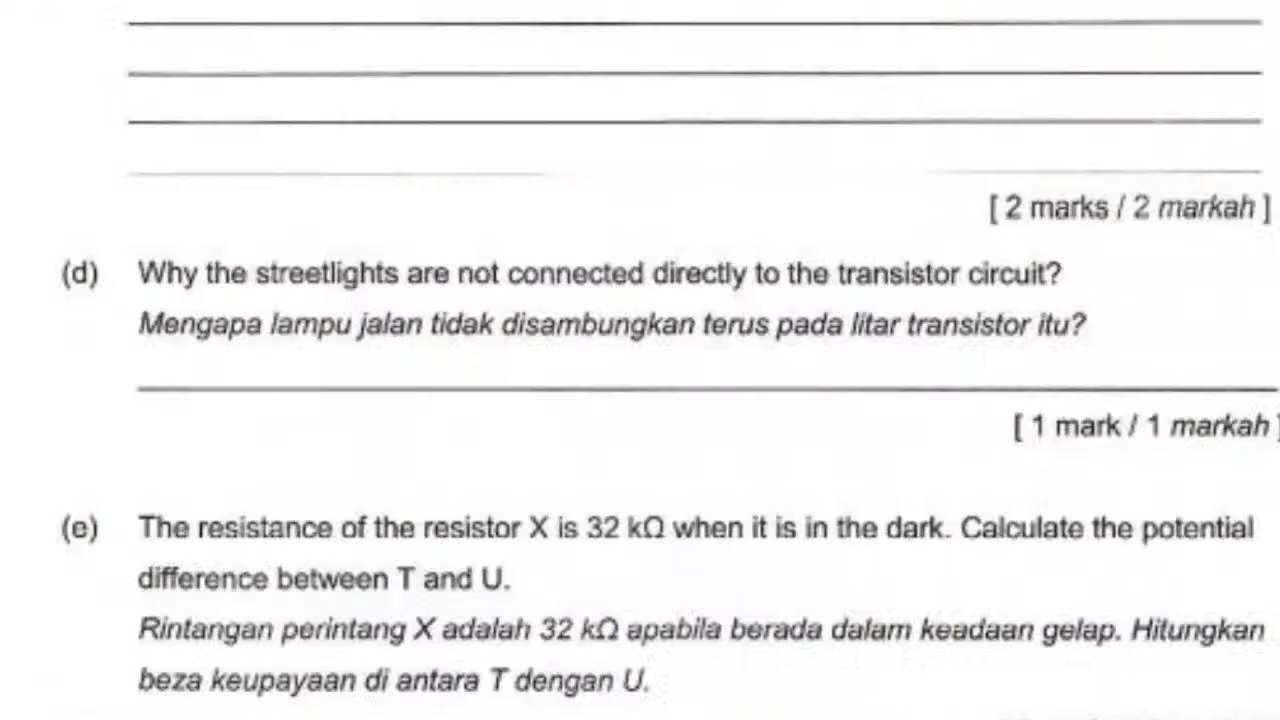 [ 2 marks / 2 markah ]
(d) Why the streetlights are not connected directly to the transistor circuit?
Mengapa lampu jalan tidak disambungkan terus pada litar transistor itu?
[ 1 mark / 1 markah ]
(e) The resistance of the resistor X is 32 kΩ when it is in the dark. Calculate the potential
difference between T and U.
Rintangan perintang X adalah 32 kΩ apabila berada dalam keadaan gelap. Hitungkan
beza keupayaan di antara T dengan U.